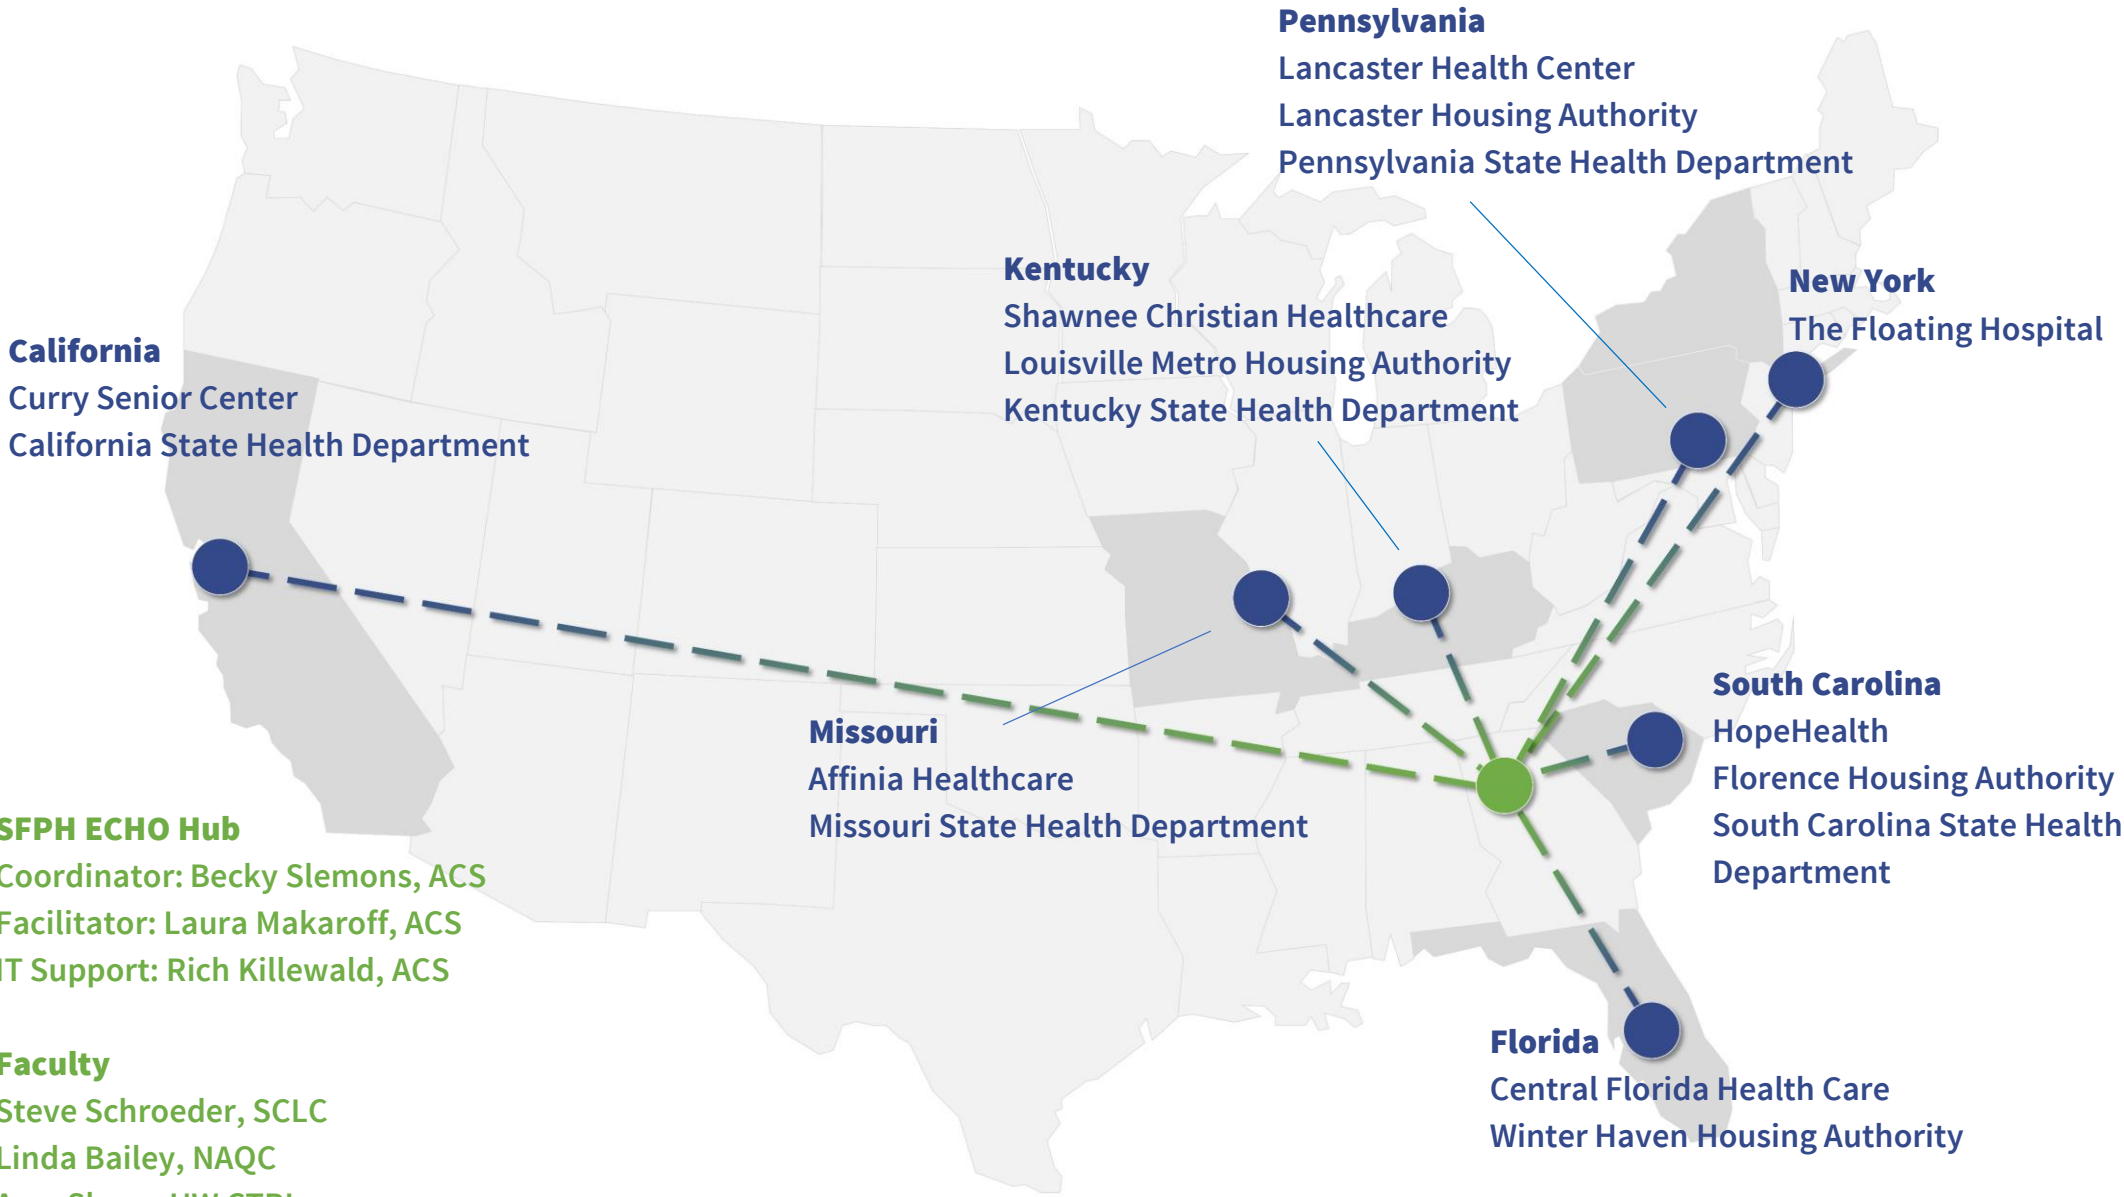 Pennsylvania
Lancaster Health Center
Lancaster Housing Authority
Pennsylvania State Health Department
Kentucky
Shawnee Christian Healthcare
Louisville Metro Housing Authority
Kentucky State Health Department
New York
The Floating Hospital
California
Curry Senior Center
California State Health Department
Missouri
Affinia Healthcare
Missouri State Health Department
South Carolina
HopeHealth
Florence Housing Authority
South Carolina State Health
Department
SFPH ECHO Hub
Coordinator: Becky Slemons, ACS
Facilitator: Laura Makaroff, ACS
IT Support: Rich Killewald, ACS
Faculty
Steve Schroeder, SCLC
Linda Bailey, NAQC
Florida
Central Florida Health Care
Winter Haven Housing Authority